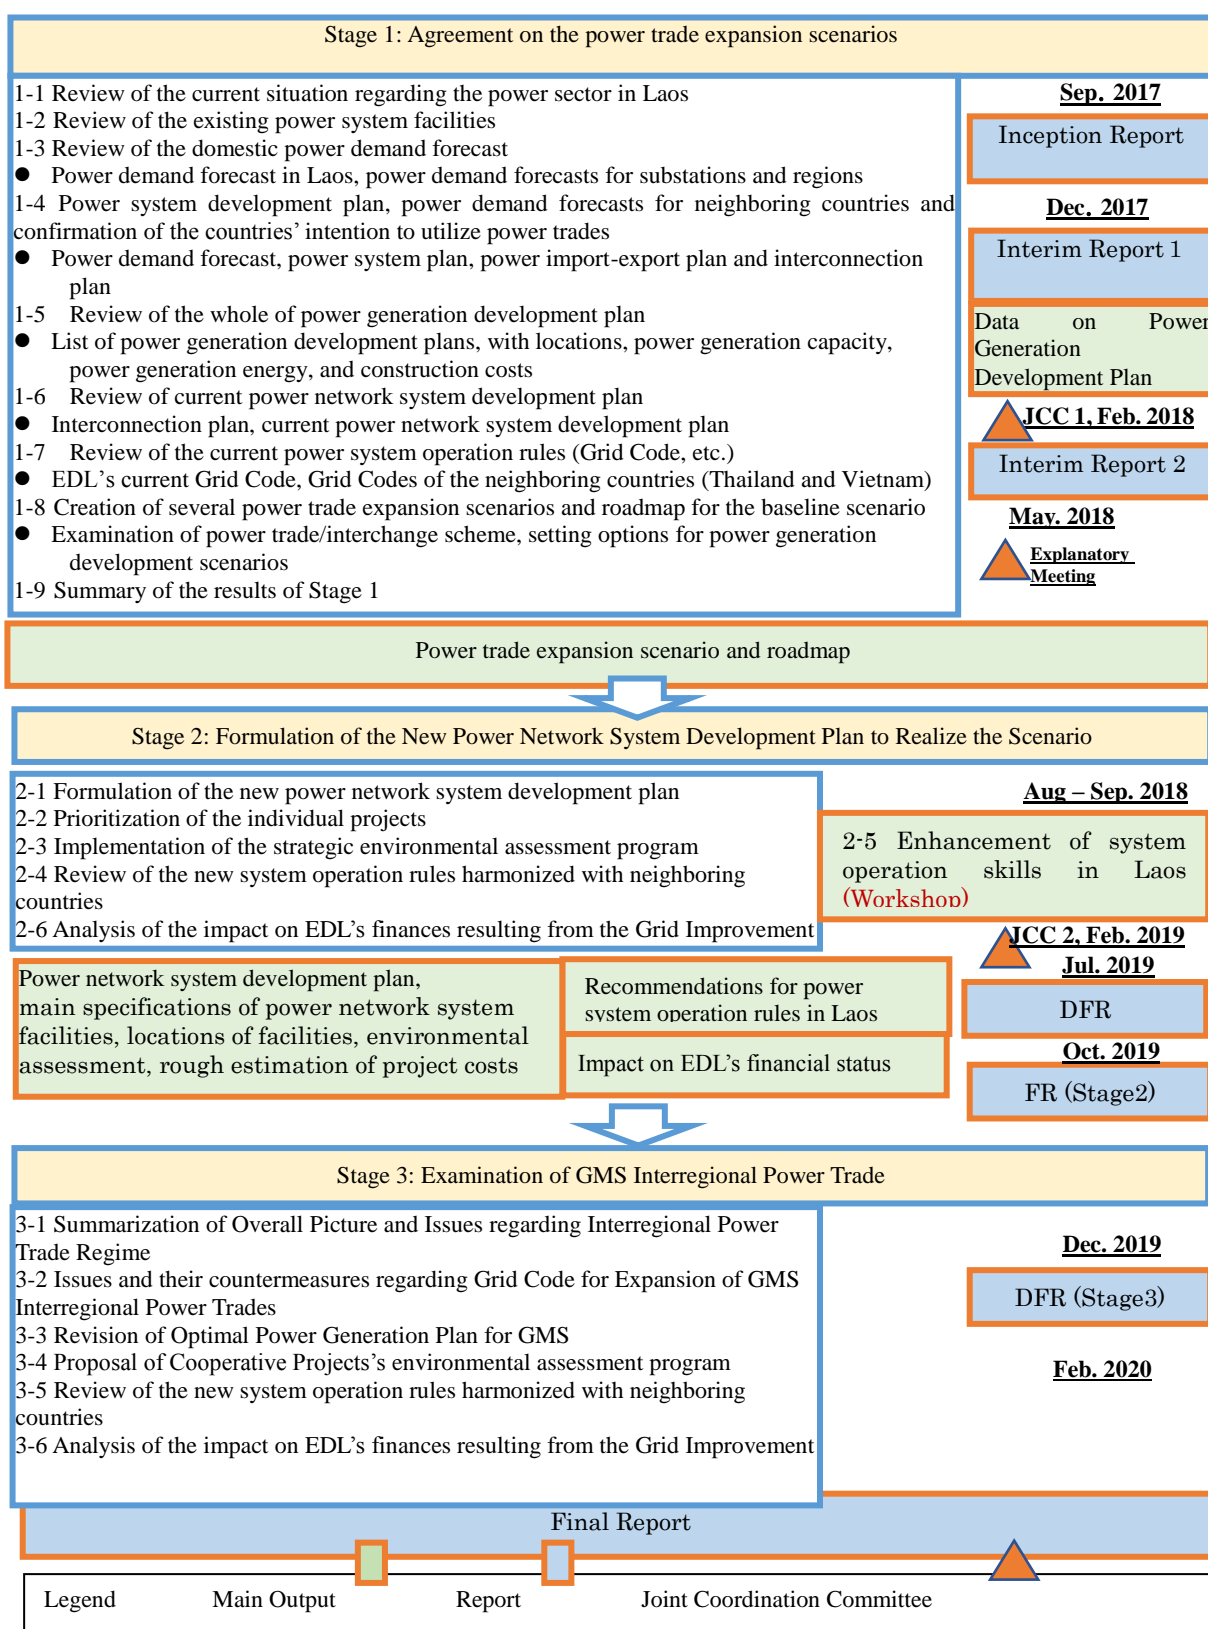 Stage 1: Agreement on the power trade expansion scenarios
1-1 Review of the current situation regarding the power sector in Laos
1-2 Review of the existing power system facilities
1-3 Review of the domestic power demand forecast
● Power demand forecast in Laos, power demand forecasts for substations and regions
1-4 Power system development plan, power demand forecasts for neighboring countries and
confirmation of the countries’ intention to utilize power trades
● Power demand forecast, power system plan, power import-export plan and interconnection
plan
1-5 Review of the whole of power generation development plan
● List of power generation development plans, with locations, power generation capacity,
power generation energy, and construction costs
1-6 Review of current power network system development plan
● Interconnection plan, current power network system development plan
1-7 Review of the current power system operation rules (Grid Code, etc.)
● EDL’s current Grid Code, Grid Codes of the neighboring countries (Thailand and Vietnam)
1-8 Creation of several power trade expansion scenarios and roadmap for the baseline scenario
● Examination of power trade/interchange scheme, setting options for power generation
development scenarios
1-9 Summary of the results of Stage 1
Sep. 2017
Inception Report
Dec. 2017
Interim Report 1
Data on Power
Generation
Development Plan
JCC 1, Feb. 2018
Interim Report 2
May. 2018
Explanatory
Meeting
Power trade expansion scenario and roadmap
Stage 2: Formulation of the New Power Network System Development Plan to Realize the Scenario
2-1 Formulation of the new power network system development plan
2-2 Prioritization of the individual projects
2-3 Implementation of the strategic environmental assessment program
2-4 Review of the new system operation rules harmonized with neighboring
countries
2-6 Analysis of the impact on EDL’s finances resulting from the Grid Improvement
Aug – Sep. 2018
2-5 Enhancement of system
operation skills in Laos
(Workshop)
JCC 2, Feb. 2019
Jul. 2019
DFR
Oct. 2019
FR (Stage2)
Power network system development plan,
main specifications of power network system
facilities, locations of facilities, environmental
assessment, rough estimation of project costs
Recommendations for power
system operation rules in Laos
Impact on EDL’s financial status
Stage 3: Examination of GMS Interregional Power Trade
3-1 Summarization of Overall Picture and Issues regarding Interregional Power
Trade Regime
3-2 Issues and their countermeasures regarding Grid Code for Expansion of GMS
Interregional Power Trades
3-3 Revision of Optimal Power Generation Plan for GMS
3-4 Proposal of Cooperative Projects’s environmental assessment program
3-5 Review of the new system operation rules harmonized with neighboring
countries
3-6 Analysis of the impact on EDL’s finances resulting from the Grid Improvement
Dec. 2019
DFR (Stage3)
Feb. 2020
Final Report
Legend Main Output Report Joint Coordination Committee